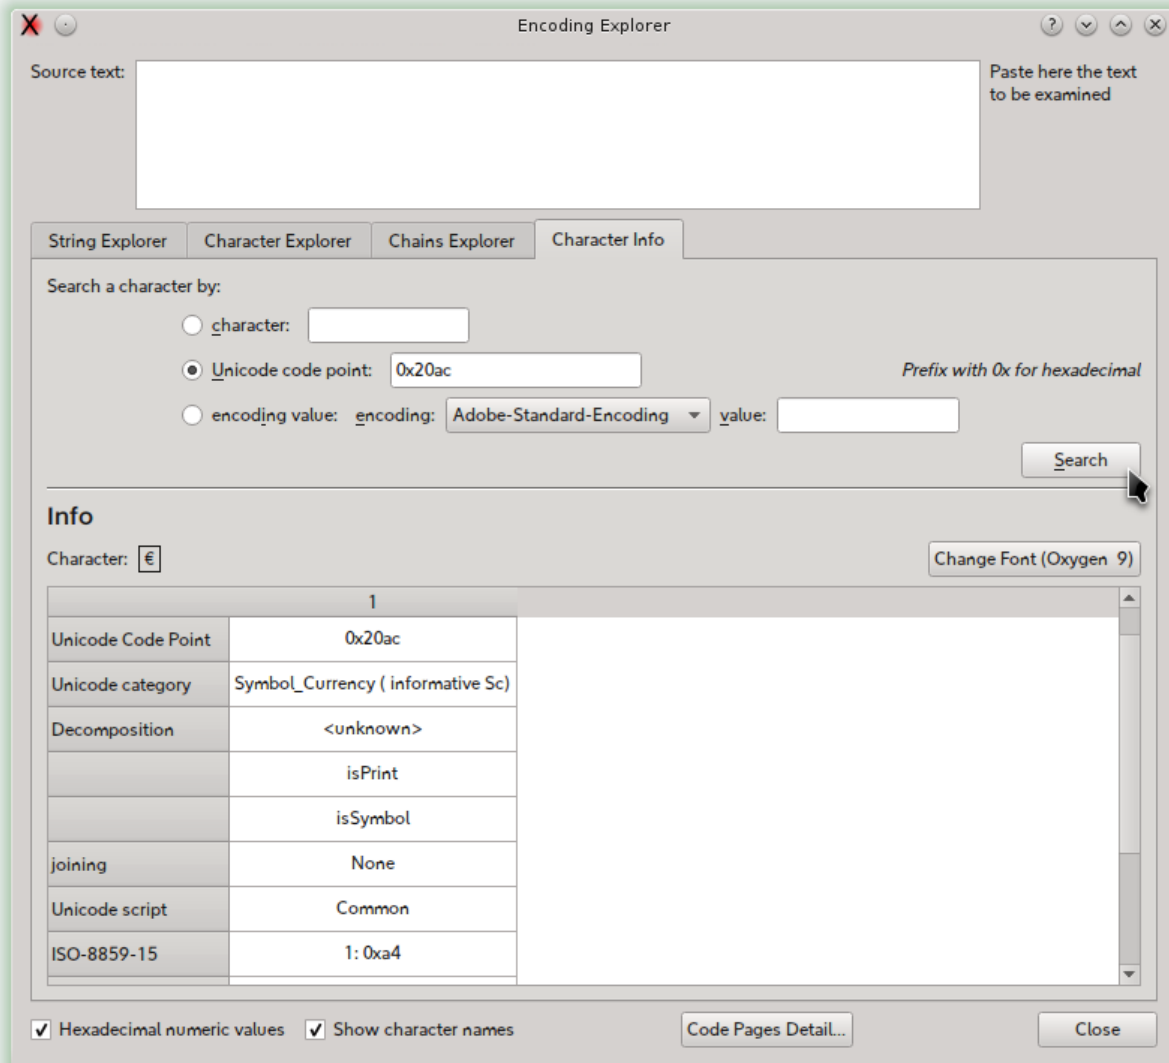 Encoding Explorer
Source text:
Paste here the text
to be examined
String Explorer
Character Explorer
Chains Explorer
Character Info
Search a character by:
character:
Unicode code point: 0x20ac Prefix with 0x for hexadecimal
encoding value: encoding: Adobe-Standard-Encoding value:
Search
Info
Character: €
Change Font (Oxygen 9)
1
Unicode Code Point 0x20ac
Unicode category Symbol_Currency ( informative Sc)
Decomposition <unknown>
isPrint
isSymbol
joining None
Unicode script Common
ISO-8859-15 1: 0xa4
Hexadecimal numeric values Show character names Code Pages Detail... Close